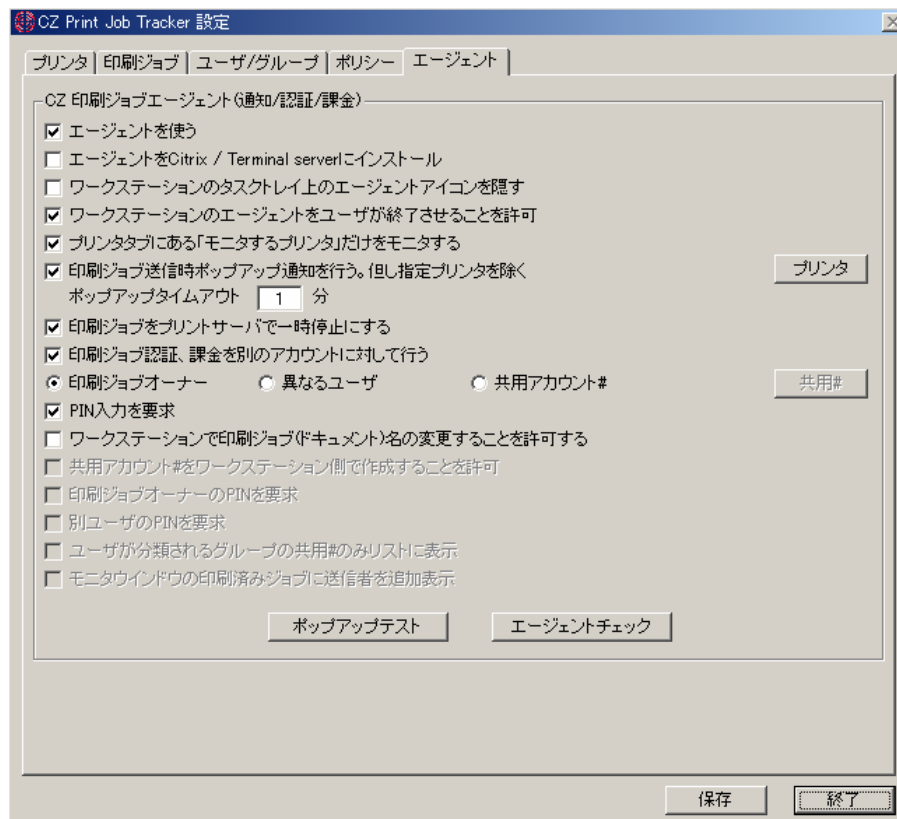 CZ Print Job Tracker 設定
プリンタ 印刷ジョブ ユーザ/グループ ポリシー エージェント
CZ 印刷ジョブエージェント(通知/認証/課金)
エージェントを使う
エージェントをCitrix / Terminal serverにインストール
ワークステーションのタスクトレイ上のエージェントアイコンを隠す
ワークステーションのエージェントをユーザが終了させることを許可
プリンタタブにある「モニタするプリンタ」だけをモニタする
印刷ジョブ送信時ポップアップ通知を行う。但し指定プリンタを除く プリンタ
ポップアップタイムアウト 1 分
印刷ジョブをプリントサーバで一時停止にする
印刷ジョブ認証、課金を別のアカウントに対して行う
印刷ジョブオーナー 異なるユーザ 共用アカウント# 共用#
PIN入力を要求
ワークステーションで印刷ジョブ(ドキュメント)名の変更することを許可する
共用アカウント#をワークステーション側で作成することを許可
印刷ジョブオーナーのPINを要求
別ユーザのPINを要求
ユーザが分類されるグループの共用#のみリストに表示
モニタウインドウの印刷済みジョブに送信者を追加表示
ポップアップテスト エージェントチェック
保存 終了